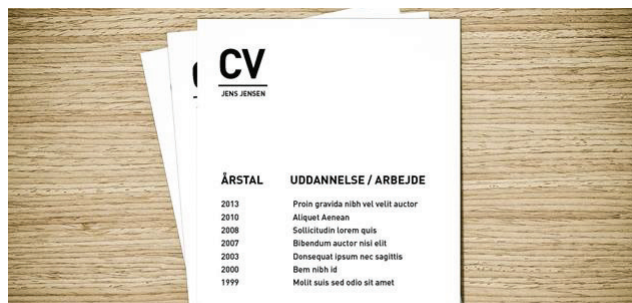 CV
JENS JENSEN
ÅRSTAL UDDANNELSE / ARBEJDE
2013 Proin gravida nibh vel velit auctor
2010 Aliquet Aenean
2008 Sollicitudin lorem quis
2007 Bibendum auctor nisi elit
2003 Donsequat ipsum nec sagittis
2000 Bem nibh id
1999 Molit suis sed odio sit amet